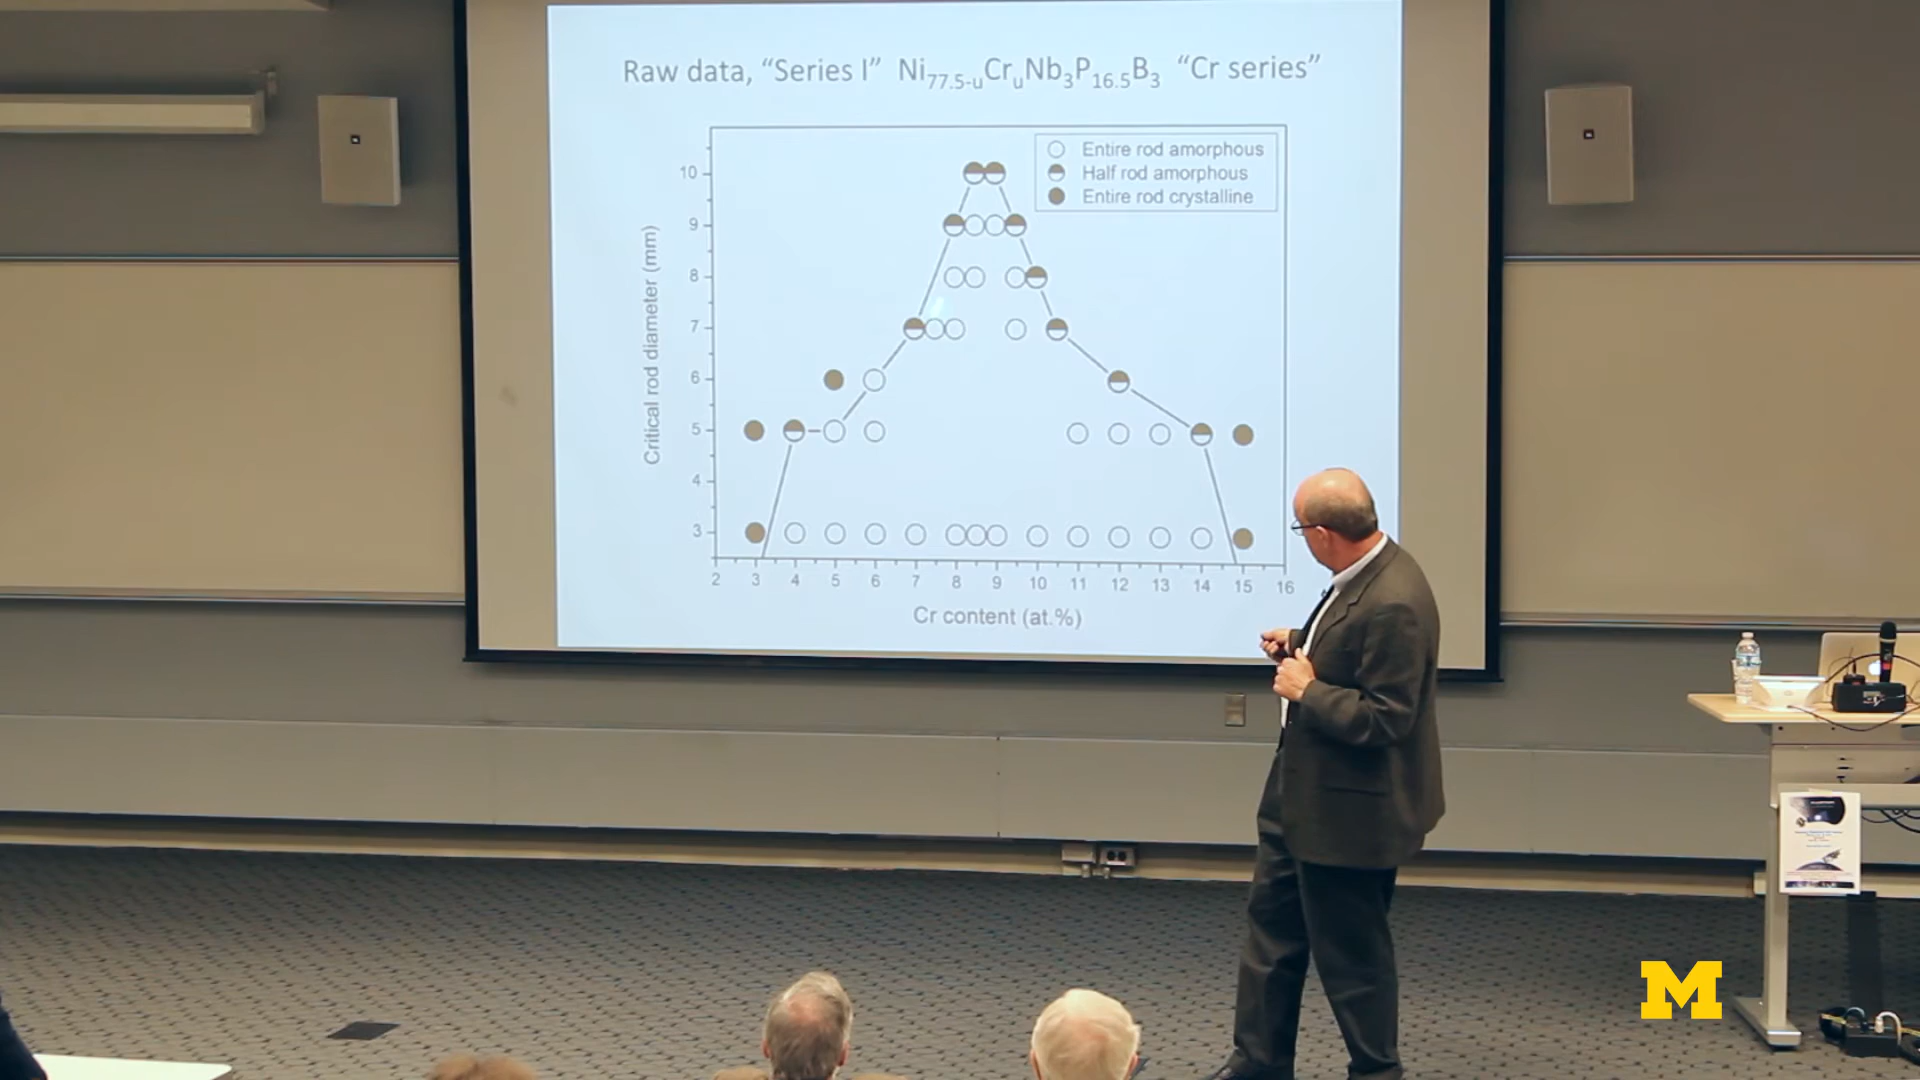 Raw data, “Series I” Ni₇₇.₅₋ᵤCrᵤNb₃P₁₆.₅B₃ “Cr series”
Entire rod amorphous
Half rod amorphous
Entire rod crystalline
Critical rod diameter (mm)
10
9
8
7
6
5
4
3
2 3 4 5 6 7 8 9 10 11 12 13 14 15 16
Cr content (at.%)
M